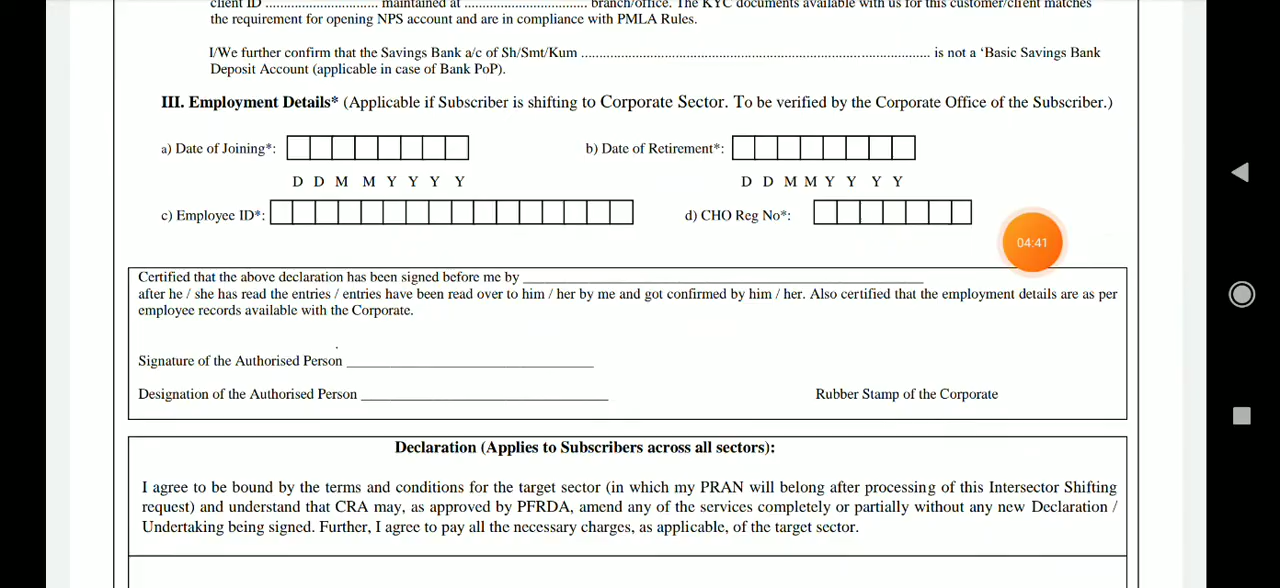 client ID ................................ maintained at .................................. branch/office. The KYC documents available with us for this customer/client matches
the requirement for opening NPS account and are in compliance with PMLA Rules.
I/We further confirm that the Savings Bank a/c of Sh/Smt/Kum .................................................................................................. is not a ‘Basic Savings Bank
Deposit Account (applicable in case of Bank PoP).
III. Employment Details* (Applicable if Subscriber is shifting to Corporate Sector. To be verified by the Corporate Office of the Subscriber.)
a) Date of Joining*: b) Date of Retirement*:
D D M M Y Y Y Y D D M M Y Y Y Y
c) Employee ID*: d) CHO Reg No*:
04:41
Certified that the above declaration has been signed before me by ____________________
after he / she has read the entries / entries have been read over to him / her by me and got confirmed by him / her. Also certified that the employment details are as per
employee records available with the Corporate.
Signature of the Authorised Person ____________________
Designation of the Authorised Person ____________________ Rubber Stamp of the Corporate
Declaration (Applies to Subscribers across all sectors):
I agree to be bound by the terms and conditions for the target sector (in which my PRAN will belong after processing of this Intersector Shifting
request) and understand that CRA may, as approved by PFRDA, amend any of the services completely or partially without any new Declaration /
Undertaking being signed. Further, I agree to pay all the necessary charges, as applicable, of the target sector.